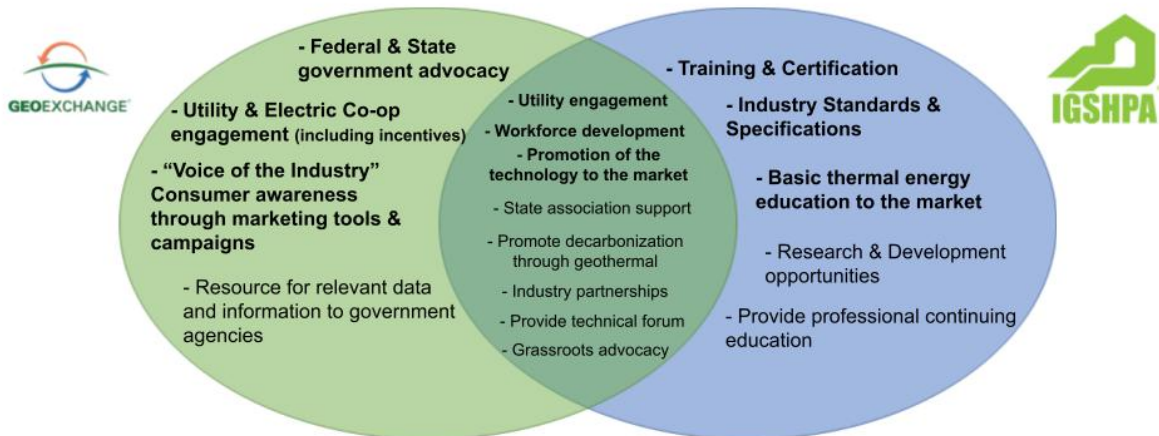 GEOEXCHANGE®
- Federal & State
government advocacy
- Utility & Electric Co-op
engagement (including incentives)
- “Voice of the Industry”
Consumer awareness
through marketing tools &
campaigns
- Resource for relevant data
and information to government
agencies
- Utility engagement
- Workforce development
- Promotion of the
technology to the market
- State association support
- Promote decarbonization
through geothermal
- Industry partnerships
- Provide technical forum
- Grassroots advocacy
- Training & Certification
- Industry Standards &
Specifications
- Basic thermal energy
education to the market
- Research & Development
opportunities
- Provide professional continuing
education
IGSHPA